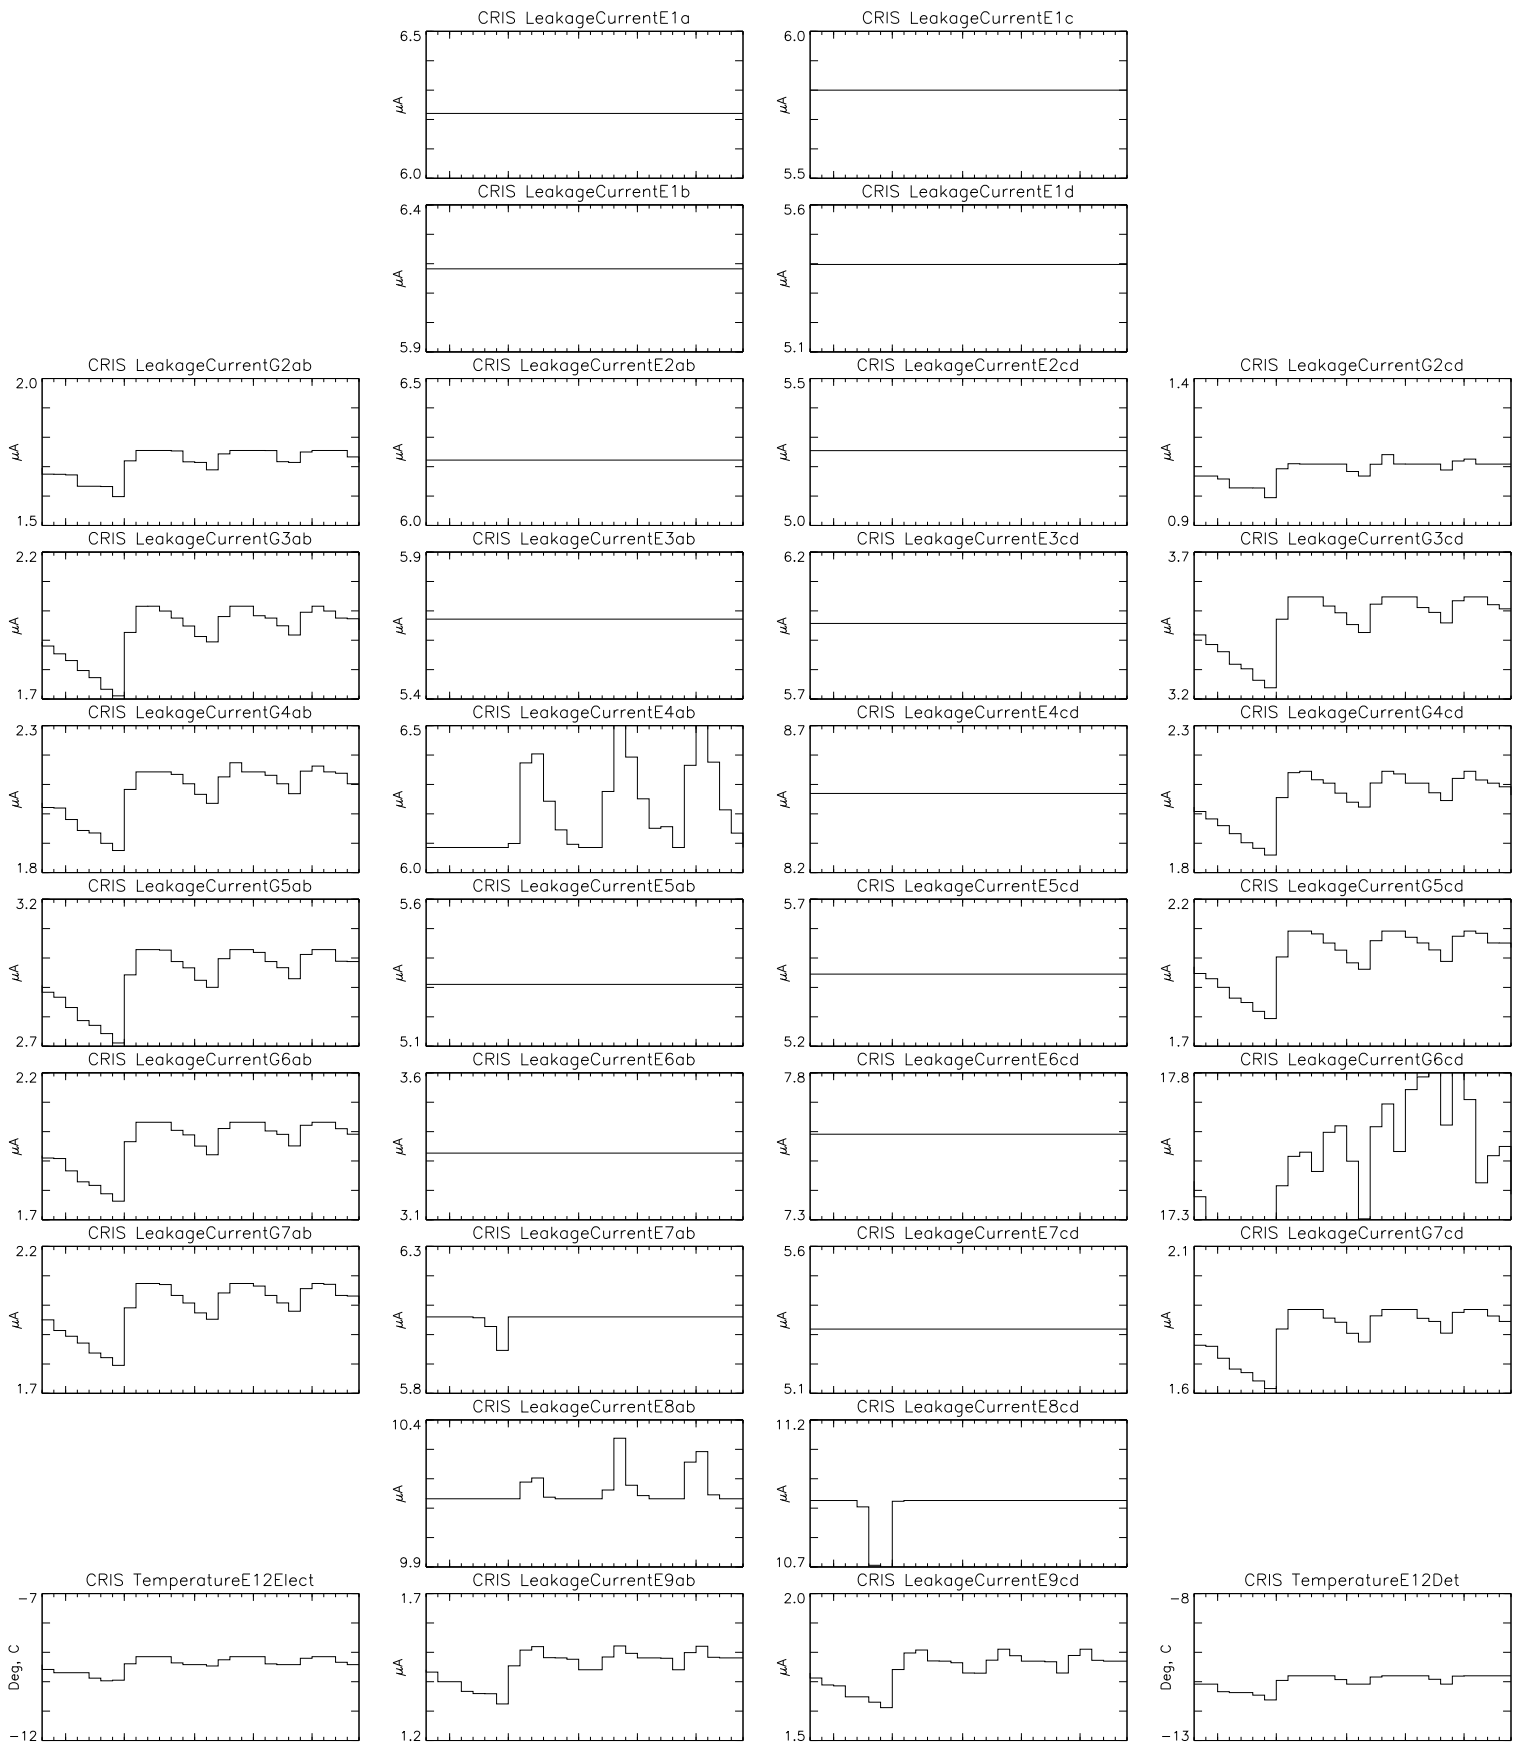 CRIS LeakageCurrentE1a
CRIS LeakageCurrentE1c
6.5
μA
6.0
6.0
μA
5.5
CRIS LeakageCurrentE1b
CRIS LeakageCurrentE1d
6.4
μA
5.9
5.6
μA
5.1
CRIS LeakageCurrentG2ab
CRIS LeakageCurrentE2ab
CRIS LeakageCurrentE2cd
CRIS LeakageCurrentG2cd
2.0
μA
1.5
6.5
μA
6.0
5.5
μA
5.0
1.4
μA
0.9
CRIS LeakageCurrentG3ab
CRIS LeakageCurrentE3ab
CRIS LeakageCurrentE3cd
CRIS LeakageCurrentG3cd
2.2
μA
1.7
5.9
μA
5.4
6.2
μA
5.7
3.7
μA
3.2
CRIS LeakageCurrentG4ab
CRIS LeakageCurrentE4ab
CRIS LeakageCurrentE4cd
CRIS LeakageCurrentG4cd
2.3
μA
1.8
6.5
μA
6.0
8.7
μA
8.2
2.3
μA
1.8
CRIS LeakageCurrentG5ab
CRIS LeakageCurrentE5ab
CRIS LeakageCurrentE5cd
CRIS LeakageCurrentG5cd
3.2
μA
2.7
5.6
μA
5.1
5.7
μA
5.2
2.2
μA
1.7
CRIS LeakageCurrentG6ab
CRIS LeakageCurrentE6ab
CRIS LeakageCurrentE6cd
CRIS LeakageCurrentG6cd
2.2
μA
1.7
3.6
μA
3.1
7.8
μA
7.3
17.8
μA
17.3
CRIS LeakageCurrentG7ab
CRIS LeakageCurrentE7ab
CRIS LeakageCurrentE7cd
CRIS LeakageCurrentG7cd
2.2
μA
1.7
6.3
μA
5.8
5.6
μA
5.1
2.1
μA
1.6
CRIS LeakageCurrentE8ab
CRIS LeakageCurrentE8cd
10.4
μA
9.9
11.2
μA
10.7
CRIS TemperatureE12Elect
CRIS LeakageCurrentE9ab
CRIS LeakageCurrentE9cd
CRIS TemperatureE12Det
-7
Deg, C
-12
1.7
μA
1.2
2.0
μA
1.5
-8
Deg, C
-13